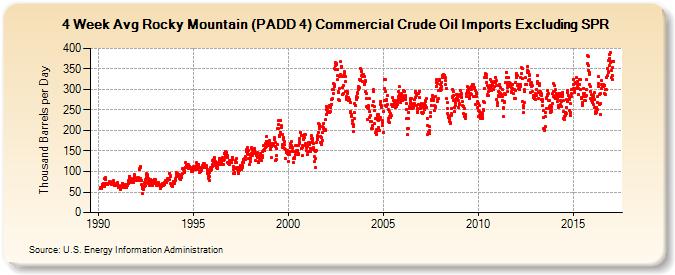 4 Week Avg Rocky Mountain (PADD 4) Commercial Crude Oil Imports Excluding SPR
Thousand Barrels per Day
400
350
300
250
200
150
100
50
0
1990 1995 2000 2005 2010 2015
Source: U.S. Energy Information Administration